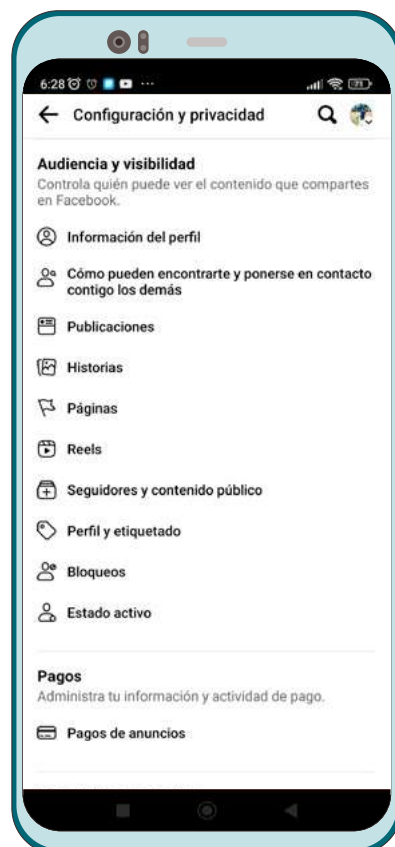 6:28
71
Configuración y privacidad
Audiencia y visibilidad
Controla quién puede ver el contenido que compartes
en Facebook.
Información del perfil
Cómo pueden encontrarte y ponerse en contacto
contigo los demás
Publicaciones
Historias
Páginas
Reels
Seguidores y contenido público
Perfil y etiquetado
Bloqueos
Estado activo
Pagos
Administra tu información y actividad de pago.
Pagos de anuncios